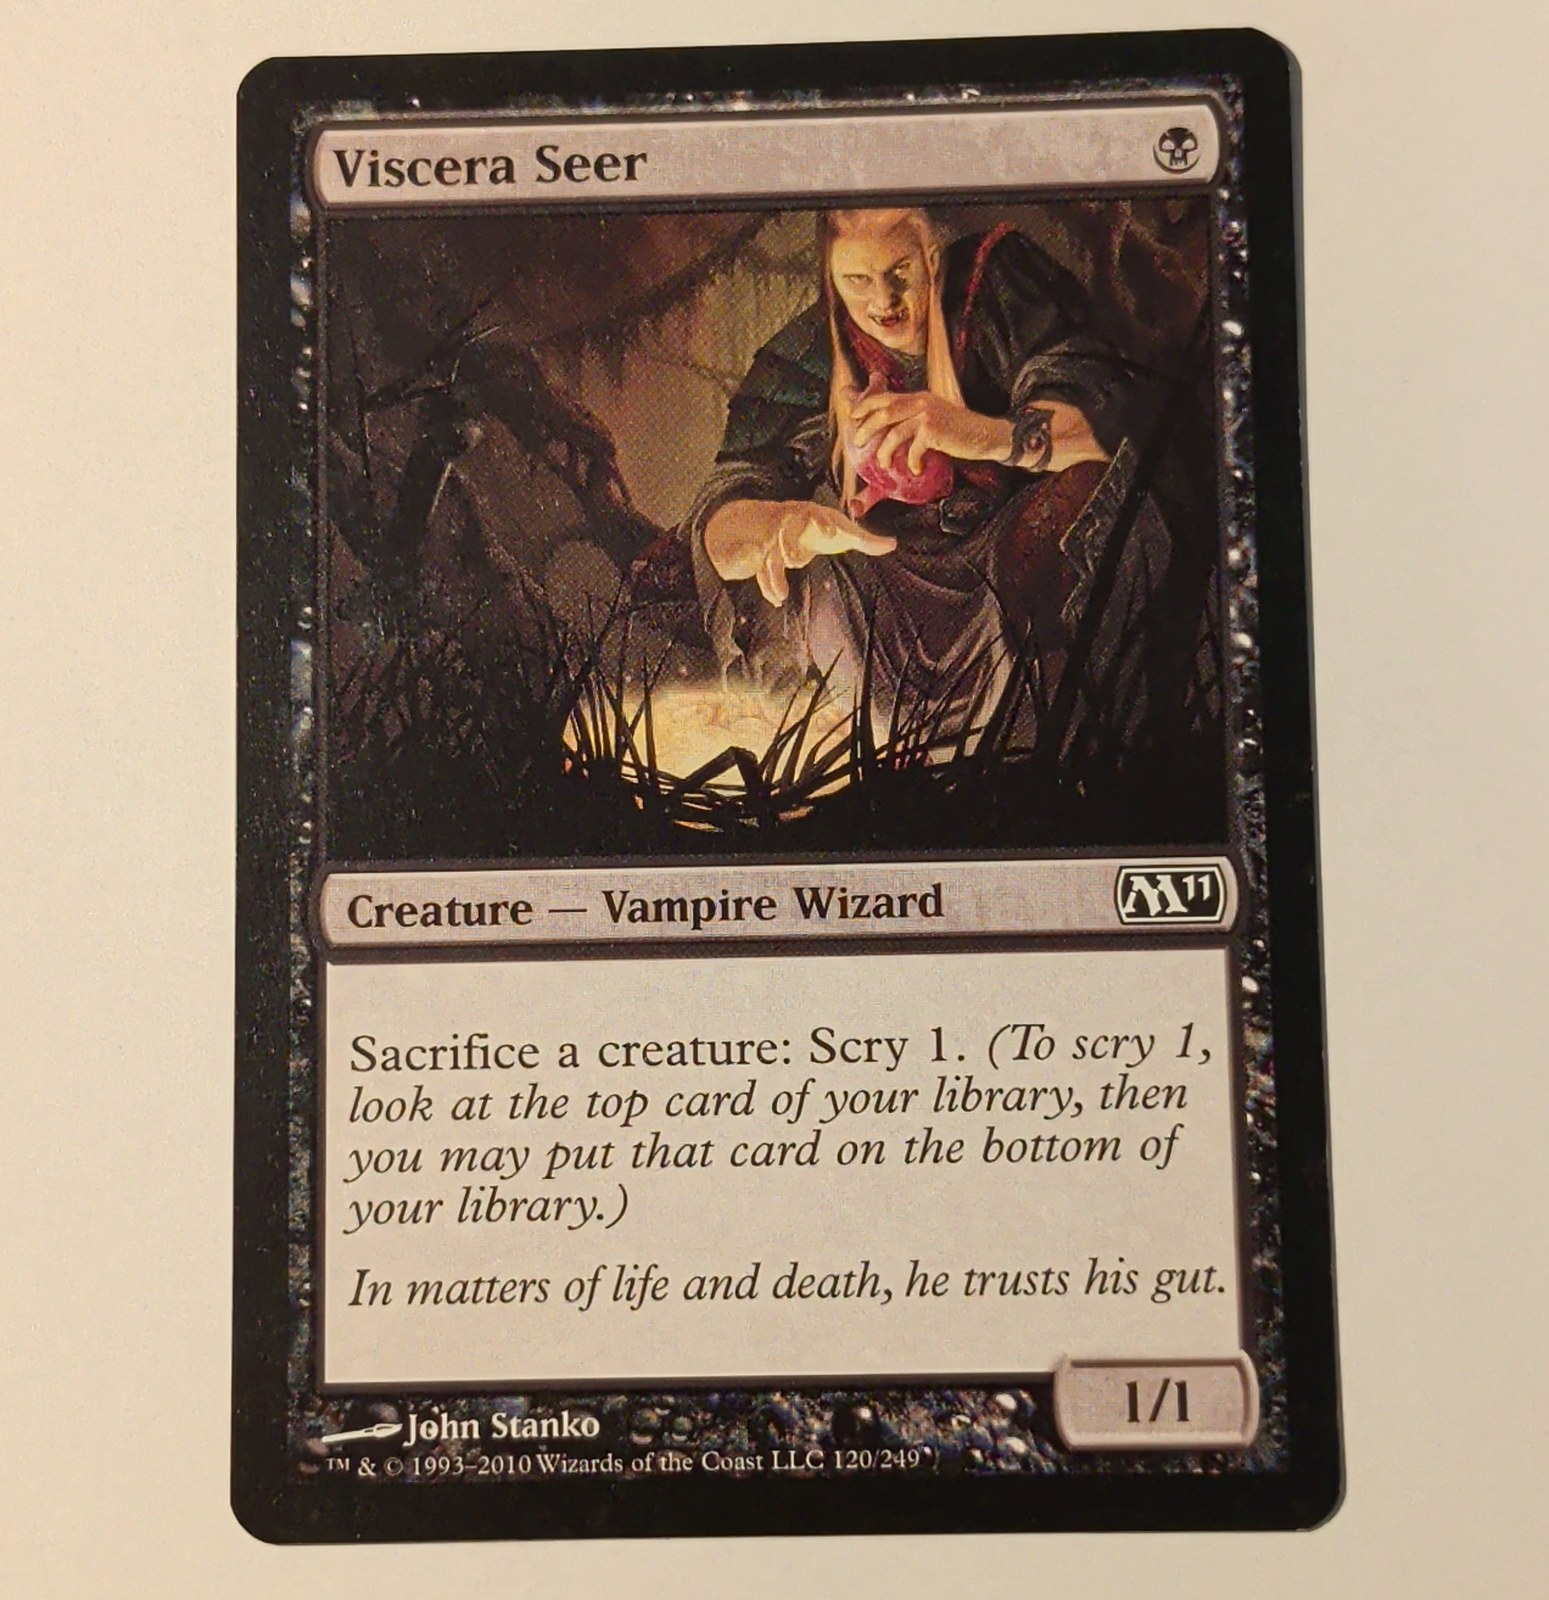 Viscera Seer
Creature — Vampire Wizard
M11
Sacrifice a creature: Scry 1. (To scry 1,
look at the top card of your library, then
you may put that card on the bottom of
your library.)
In matters of life and death, he trusts his gut.
1/1
John Stanko
™ & © 1993–2010 Wizards of the Coast LLC 120/249